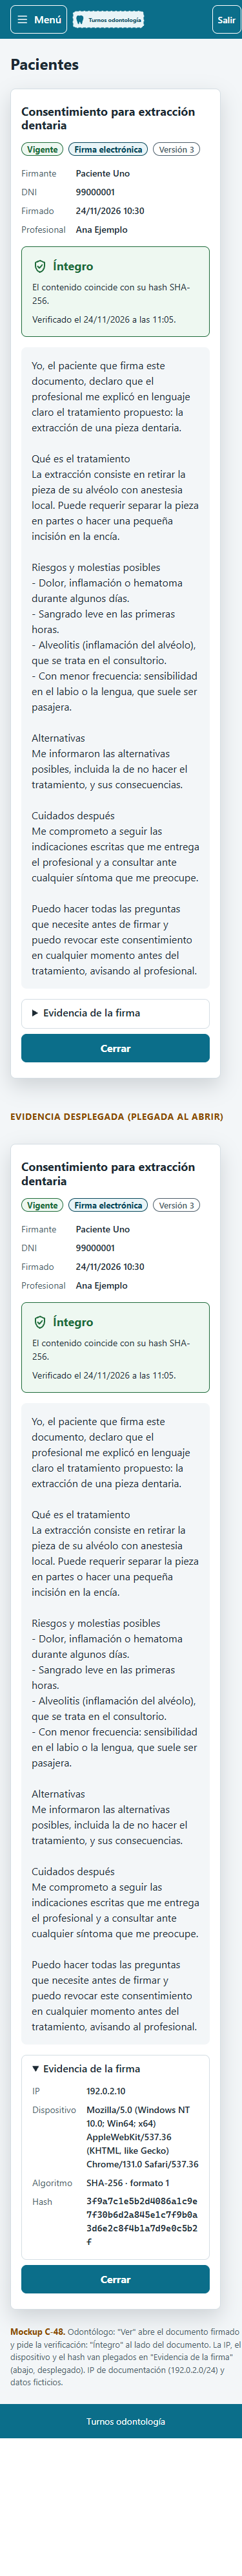 Menú
Turnos odontología
Salir
Pacientes
Consentimiento para extracción
dentaria
Vigente
Firma electrónica
Versión 3
Firmante Paciente Uno
DNI 99000001
Firmado 24/11/2026 10:30
Profesional Ana Ejemplo
Íntegro
El contenido coincide con su hash SHA-
256.
Verificado el 24/11/2026 a las 11:05.
Yo, el paciente que firma este
documento, declaro que el
profesional me explicó en lenguaje
claro el tratamiento propuesto: la
extracción de una pieza dentaria.
Qué es el tratamiento
La extracción consiste en retirar la
pieza de su alvéolo con anestesia
local. Puede requerir separar la pieza
en partes o hacer una pequeña
incisión en la encía.
Riesgos y molestias posibles
- Dolor, inflamación o hematoma
durante algunos días.
- Sangrado leve en las primeras
horas.
- Alveolitis (inflamación del alvéolo),
que se trata en el consultorio.
- Con menor frecuencia: sensibilidad
en el labio o la lengua, que suele ser
pasajera.
Alternativas
Me informaron las alternativas
posibles, incluida la de no hacer el
tratamiento, y sus consecuencias.
Cuidados después
Me comprometo a seguir las
indicaciones escritas que me entrega
el profesional y a consultar ante
cualquier síntoma que me preocupe.
Puedo hacer todas las preguntas
que necesite antes de firmar y
puedo revocar este consentimiento
en cualquier momento antes del
tratamiento, avisando al profesional.
Evidencia de la firma
Cerrar
EVIDENCIA DESPLEGADA (PLEGADA AL ABRIR)
Consentimiento para extracción
dentaria
Vigente
Firma electrónica
Versión 3
Firmante Paciente Uno
DNI 99000001
Firmado 24/11/2026 10:30
Profesional Ana Ejemplo
Íntegro
El contenido coincide con su hash SHA-
256.
Verificado el 24/11/2026 a las 11:05.
Yo, el paciente que firma este
documento, declaro que el
profesional me explicó en lenguaje
claro el tratamiento propuesto: la
extracción de una pieza dentaria.
Qué es el tratamiento
La extracción consiste en retirar la
pieza de su alvéolo con anestesia
local. Puede requerir separar la pieza
en partes o hacer una pequeña
incisión en la encía.
Riesgos y molestias posibles
- Dolor, inflamación o hematoma
durante algunos días.
- Sangrado leve en las primeras
horas.
- Alveolitis (inflamación del alvéolo),
que se trata en el consultorio.
- Con menor frecuencia: sensibilidad
en el labio o la lengua, que suele ser
pasajera.
Alternativas
Me informaron las alternativas
posibles, incluida la de no hacer el
tratamiento, y sus consecuencias.
Cuidados después
Me comprometo a seguir las
indicaciones escritas que me entrega
el profesional y a consultar ante
cualquier síntoma que me preocupe.
Puedo hacer todas las preguntas
que necesite antes de firmar y
puedo revocar este consentimiento
en cualquier momento antes del
tratamiento, avisando al profesional.
Evidencia de la firma
IP 192.0.2.10
Dispositivo Mozilla/5.0 (Windows NT
10.0; Win64; x64)
AppleWebKit/537.36
(KHTML, like Gecko)
Chrome/131.0 Safari/537.36
Algoritmo SHA-256 · formato 1
Hash 3f9a7c1e5b2d4086a1c9e
7f30b6d2a845e1c7f9b0a
3d6e2c8f4b1a7d9e0c5b2
f
Cerrar
Mockup C-48. Odontólogo: "Ver" abre el documento firmado
y pide la verificación: "Íntegro" al lado del documento. La IP, el
dispositivo y el hash van plegados en "Evidencia de la firma"
(abajo, desplegado). IP de documentación (192.0.2.0/24) y
datos ficticios.
Turnos odontología